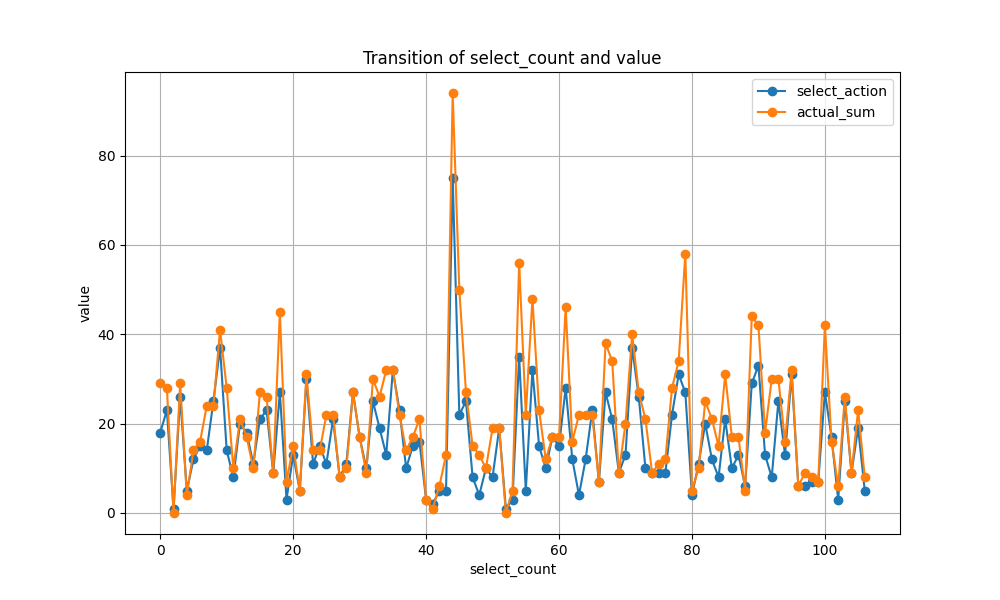 Transition of select_count and value
select_action
actual_sum
value
80
60
40
20
0
0 20 40 60 80 100
select_count